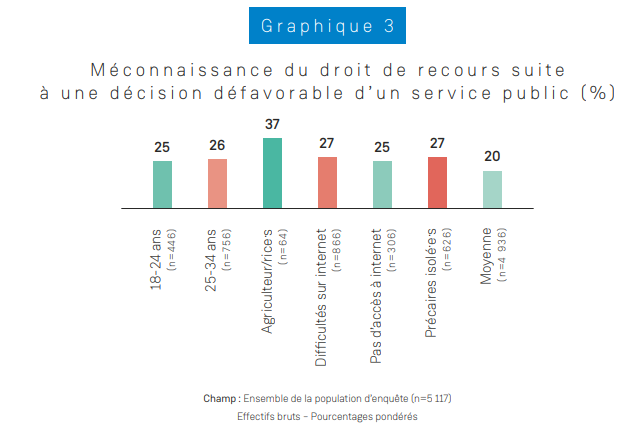 Graphique 3
Méconnaissance du droit de recours suite
à une décision défavorable d'un service public (%)
25
26
37
27
25
27
20
18-24 ans
(n=446)
25-34 ans
(n=756)
Agriculteur/rice·s
(n=64)
Difficultés sur internet
(n=866)
Pas d'accès à internet
(n=306)
Précaires isolé·e·s
(n=626)
Moyenne
(n=4 936)
Champ : Ensemble de la population d'enquête (n=5 117)
Effectifs bruts - Pourcentages pondérés